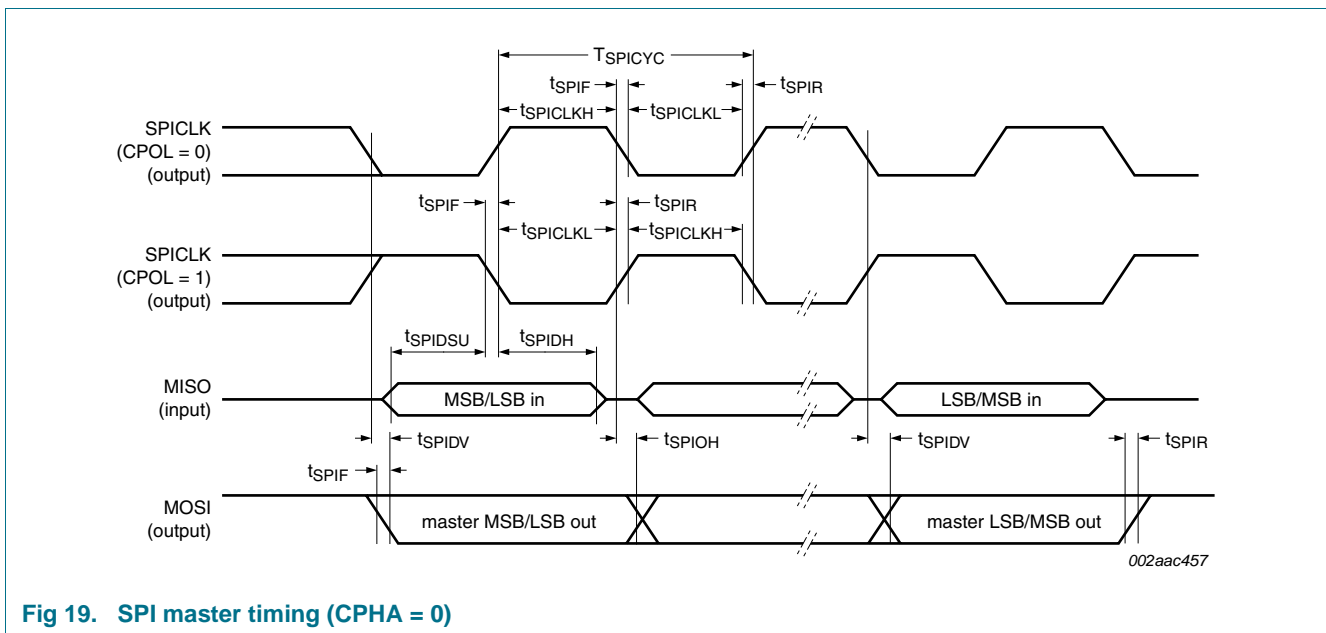 TSPICYC
tSPIF
tSPIR
tSPICLKH
tSPICLKL
SPICLK
(CPOL = 0)
(output)
tSPIF
tSPIR
tSPICLKL
tSPICLKH
SPICLK
(CPOL = 1)
(output)
tSPIDSU
tSPIDH
MISO
(input)
MSB/LSB in
LSB/MSB in
tSPIDV
tSPIOH
tSPIDV
tSPIR
tSPIF
MOSI
(output)
master MSB/LSB out
master LSB/MSB out
002aac457
Fig 19. SPI master timing (CPHA = 0)